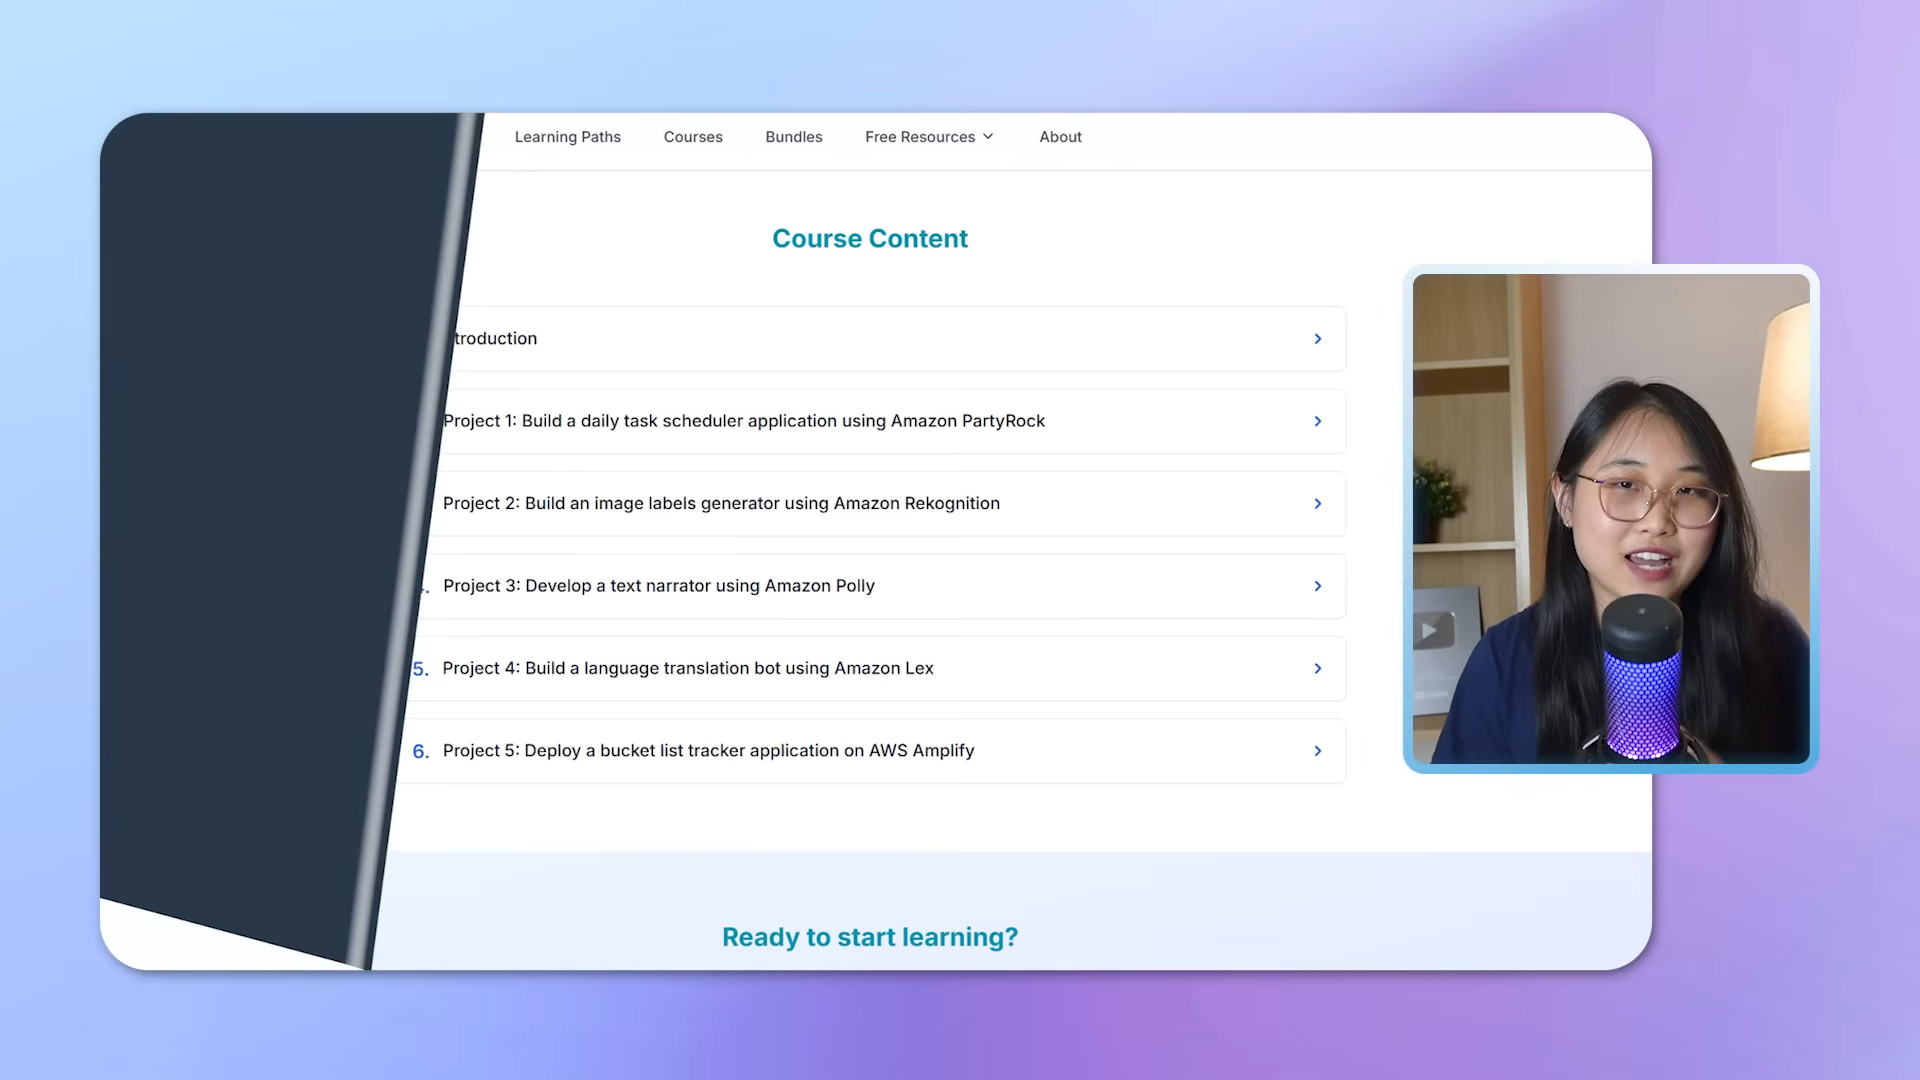 Learning Paths Courses Bundles Free Resources About
Course Content
troduction
Project 1: Build a daily task scheduler application using Amazon PartyRock
Project 2: Build an image labels generator using Amazon Rekognition
Project 3: Develop a text narrator using Amazon Polly
5. Project 4: Build a language translation bot using Amazon Lex
6. Project 5: Deploy a bucket list tracker application on AWS Amplify
Ready to start learning?